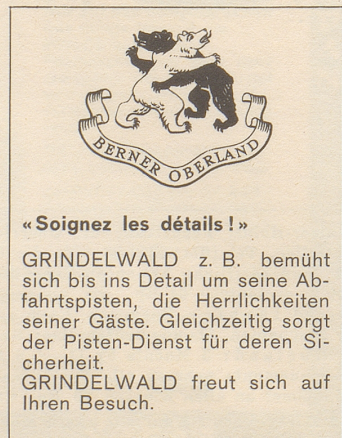 BERNER OBERLAND
«Soignez les détails!»
GRINDELWALD z. B. bemüht
sich bis ins Detail um seine Ab-
fahrtspisten, die Herrlichkeiten
seiner Gäste. Gleichzeitig sorgt
der Pisten-Dienst für deren Si-
cherheit.
GRINDELWALD freut sich auf
Ihren Besuch.